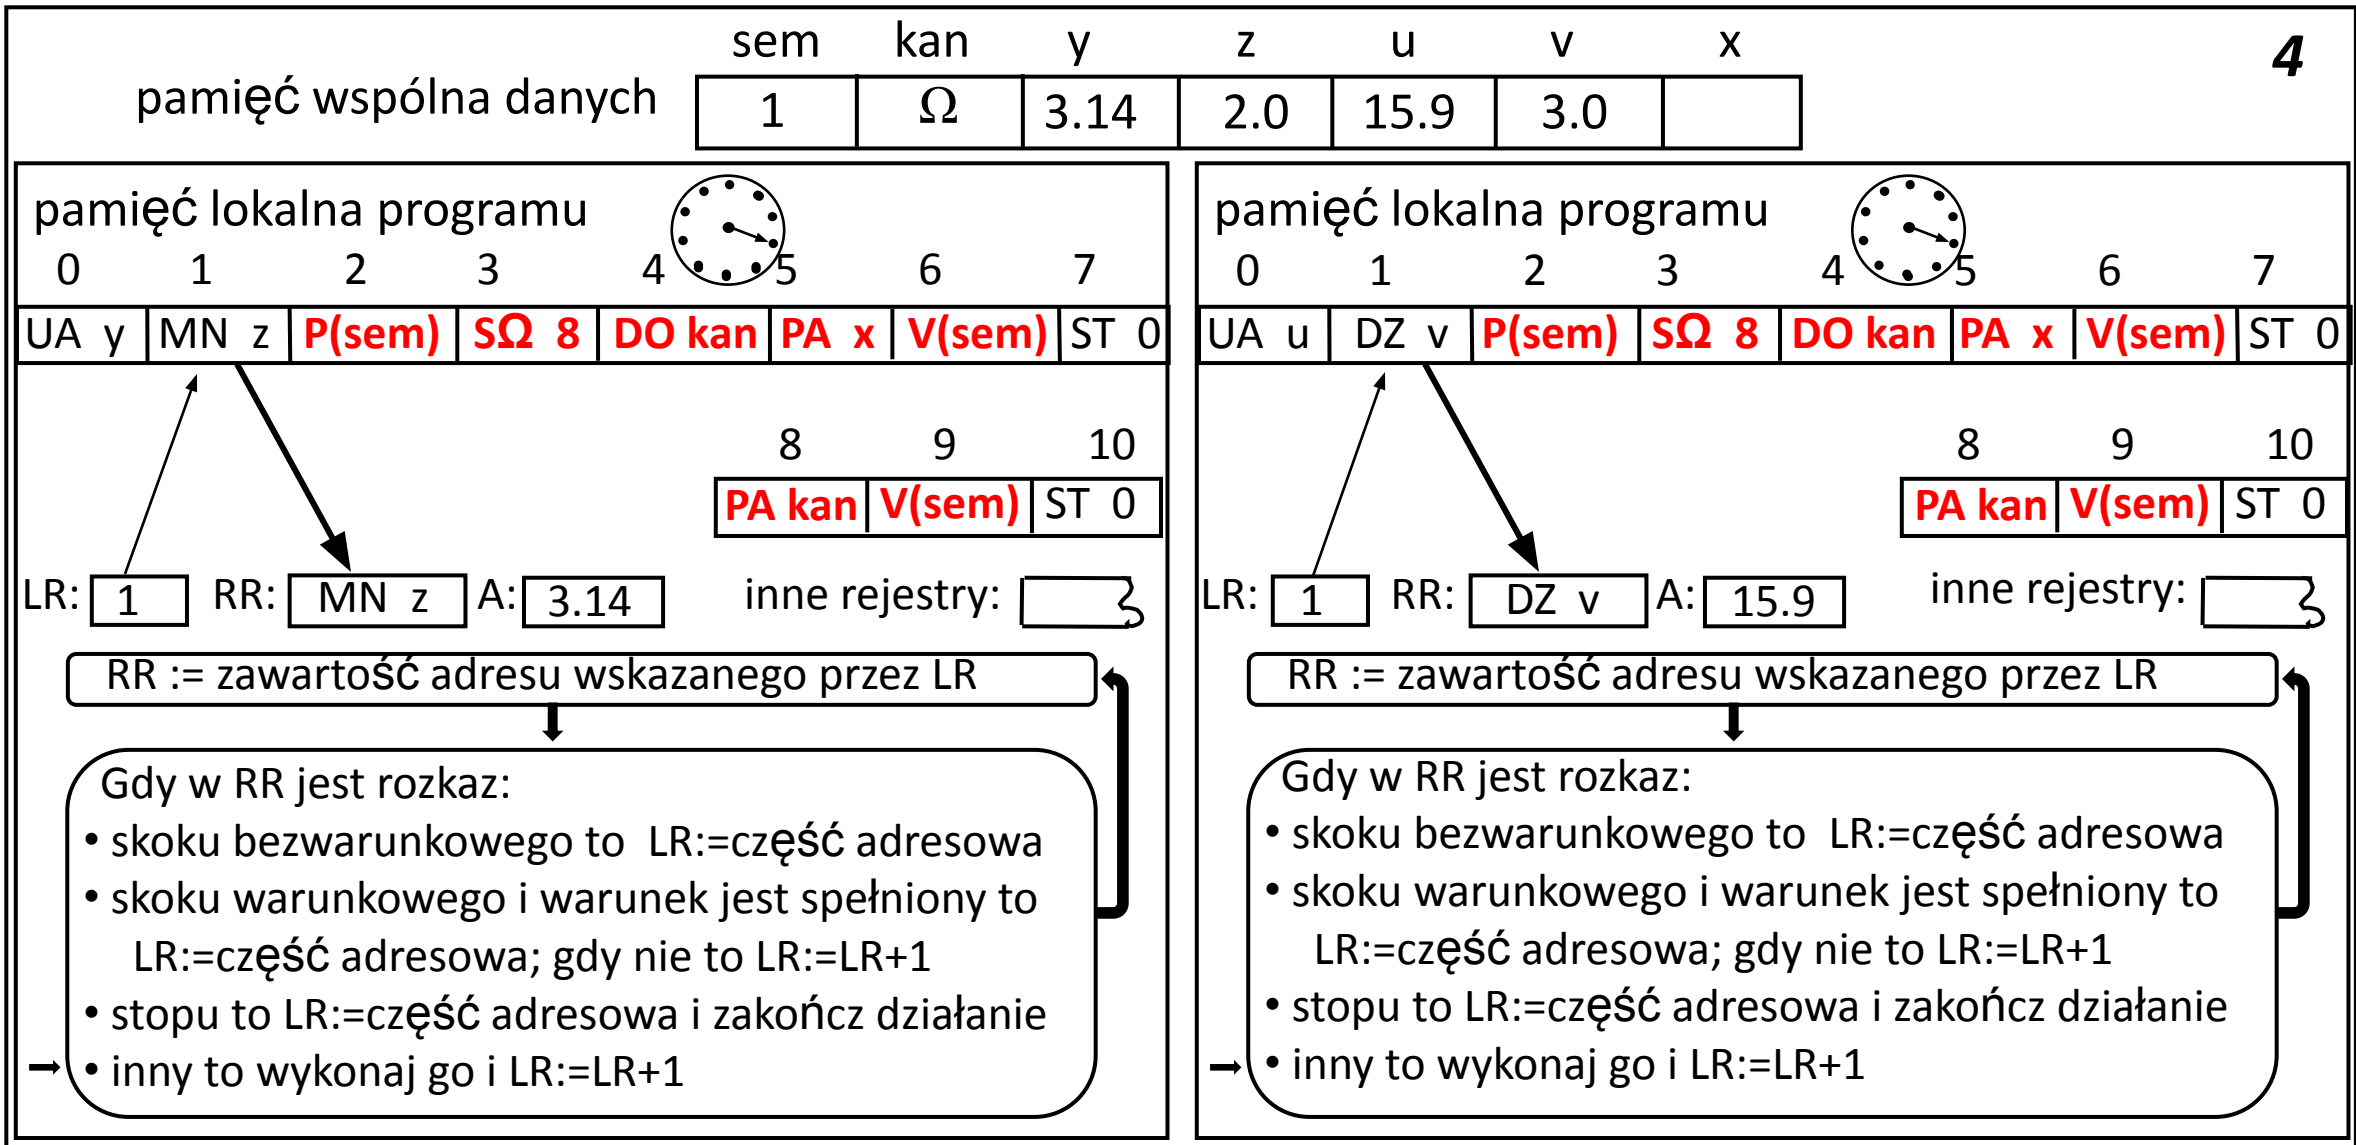 sem kan y z u v x
4
pamięć wspólna danych 1 Ω 3.14 2.0 15.9 3.0
pamięć lokalna programu
0 1 2 3 4 5 6 7
UA y MN z P(sem) SΩ 8 DO kan PA x V(sem) ST 0
8 9 10
PA kan V(sem) ST 0
LR: 1 RR: MN z A: 3.14 inne rejestry:
RR := zawartość adresu wskazanego przez LR
Gdy w RR jest rozkaz:
• skoku bezwarunkowego to LR:=część adresowa
• skoku warunkowego i warunek jest spełniony to
LR:=część adresowa; gdy nie to LR:=LR+1
• stopu to LR:=część adresowa i zakończ działanie
• inny to wykonaj go i LR:=LR+1
pamięć lokalna programu
0 1 2 3 4 5 6 7
UA u DZ v P(sem) SΩ 8 DO kan PA x V(sem) ST 0
8 9 10
PA kan V(sem) ST 0
LR: 1 RR: DZ v A: 15.9 inne rejestry:
RR := zawartość adresu wskazanego przez LR
Gdy w RR jest rozkaz:
• skoku bezwarunkowego to LR:=część adresowa
• skoku warunkowego i warunek jest spełniony to
LR:=część adresowa; gdy nie to LR:=LR+1
• stopu to LR:=część adresowa i zakończ działanie
• inny to wykonaj go i LR:=LR+1